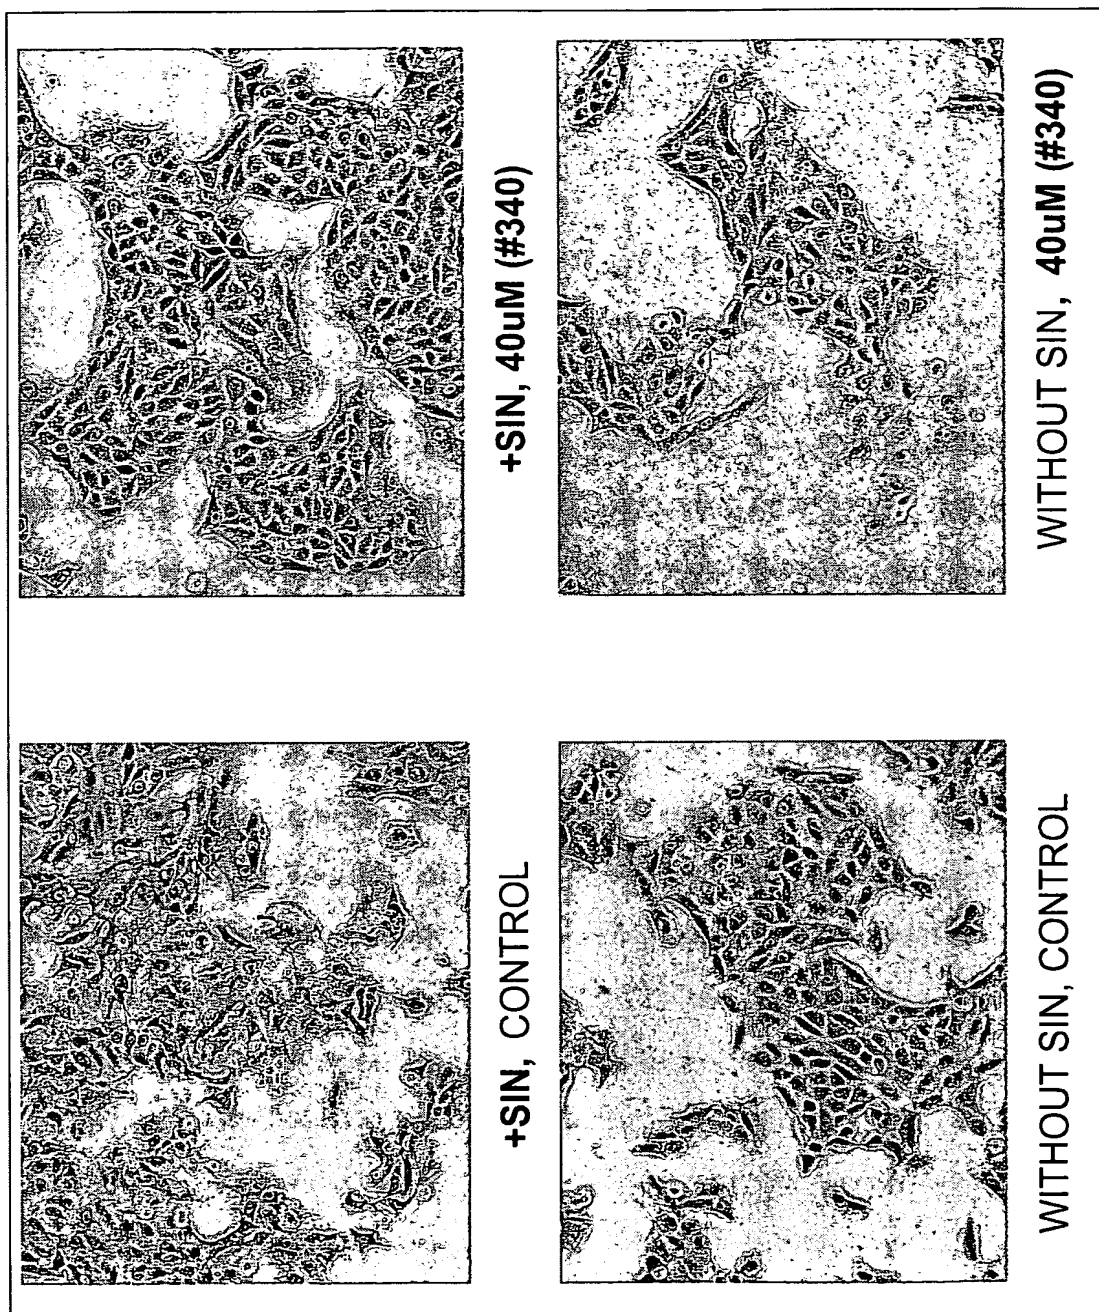 +SIN, CONTROL
+SIN, 40uM (#340)
WITHOUT SIN, CONTROL
WITHOUT SIN, 40uM (#340)